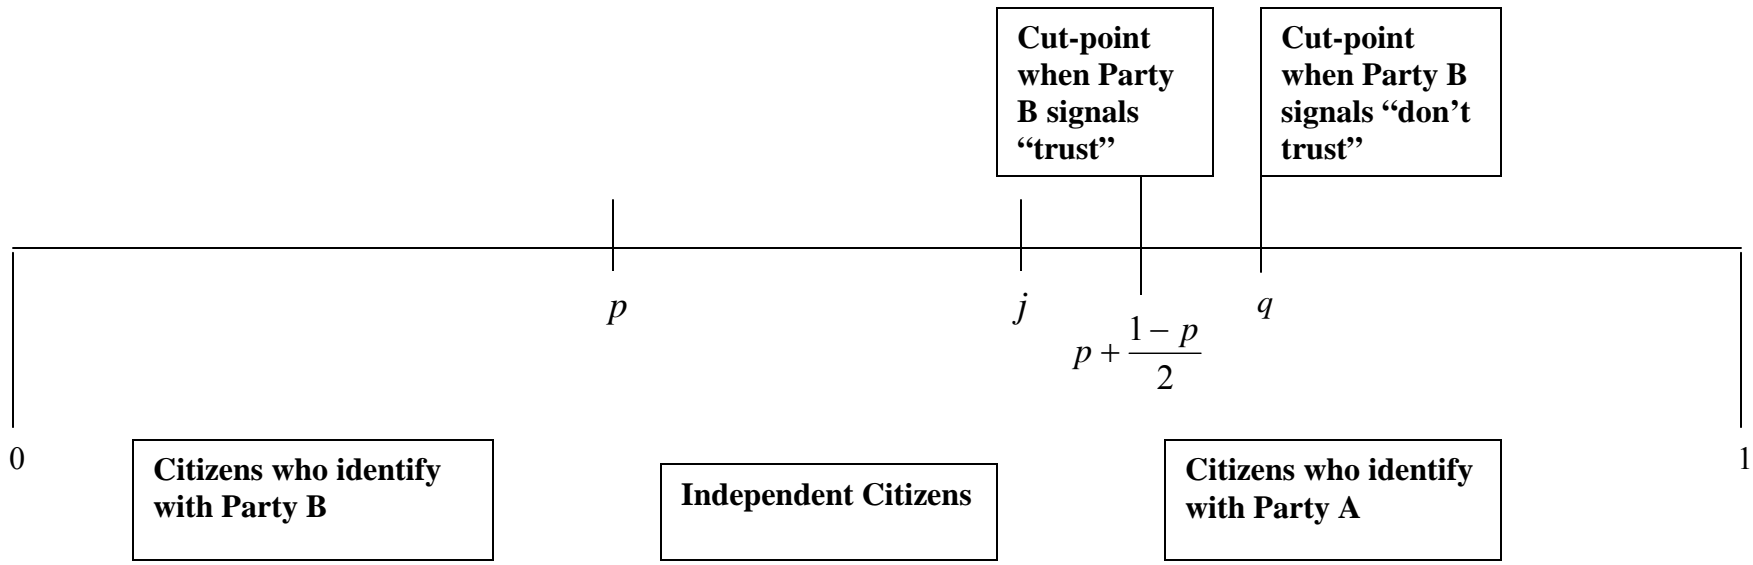 Cut-point
when Party
B signals
“trust”
Cut-point
when Party B
signals “don’t
trust”
p
j
p + \frac{1 - p}{2}
q
0
1
Citizens who identify
with Party B
Independent Citizens
Citizens who identify
with Party A